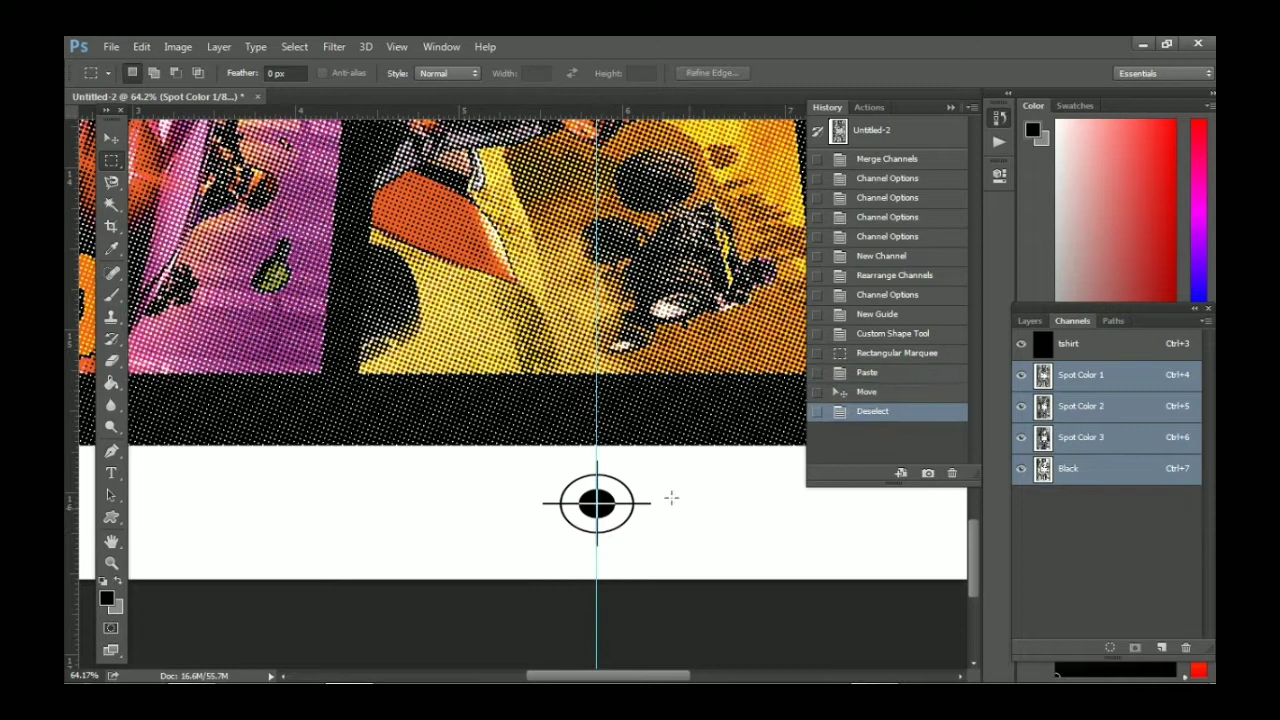 Ps File Edit Image Layer Type Select Filter 3D View Window Help
Feather: 0 px Anti-alias Style: Normal Width: Height: Refine Edge... Essentials
Untitled-2 @ 64.2% (Spot Color 1/8...) * ×
3 4 5 6 7
History Actions
Untitled-2
Merge Channels
Channel Options
Channel Options
Channel Options
Channel Options
New Channel
Rearrange Channels
Channel Options
New Guide
Custom Shape Tool
Rectangular Marquee
Paste
Move
Deselect
Color Swatches
Layers Channels Paths
tshirt Ctrl+3
Spot Color 1 Ctrl+4
Spot Color 2 Ctrl+5
Spot Color 3 Ctrl+6
Black Ctrl+7
64.17% Doc: 16.6M/55.7M